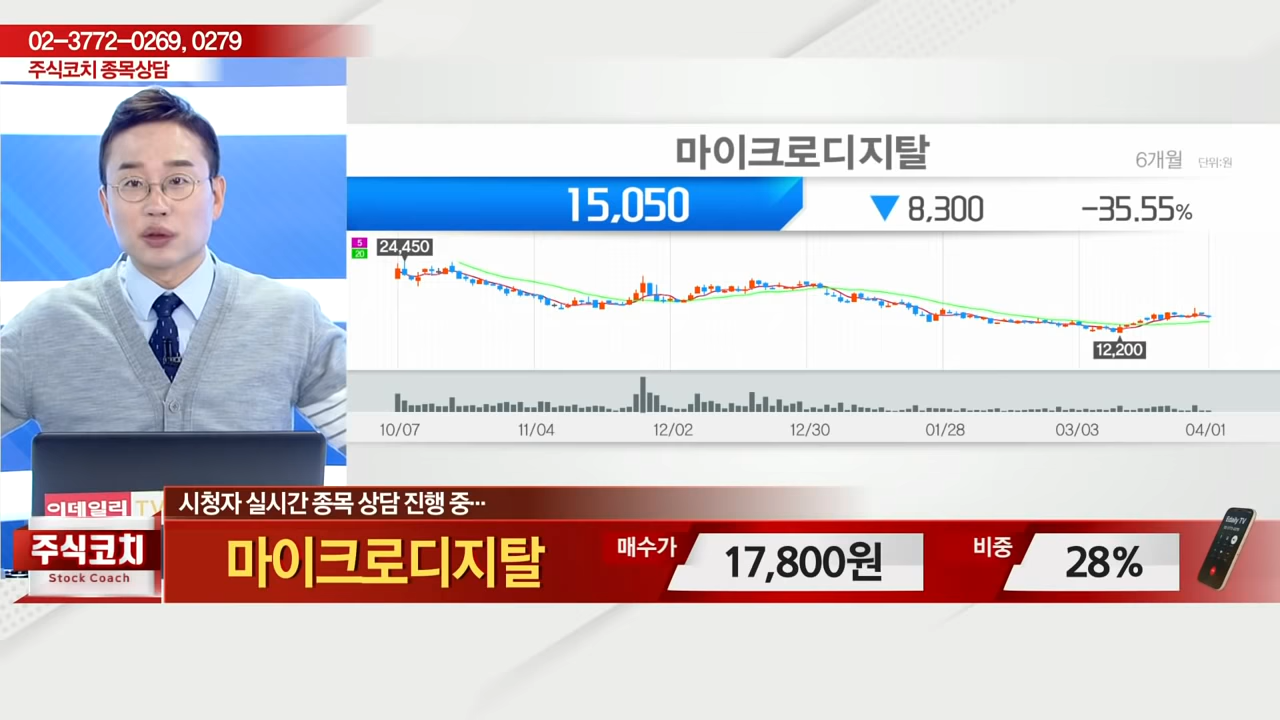 02-3772-0269, 0279
주식코치 종목상담
마이크로디지탈
6개월 단위:원
15,050 ▼ 8,300 -35.55%
5
20
24,450
12,200
10/07 11/04 12/02 12/30 01/28 03/03 04/01
이데일리 TV
주식코치
Stock Coach
시청자 실시간 종목 상담 진행 중...
마이크로디지탈 매수가 17,800원 비중 28%
Edaily TV